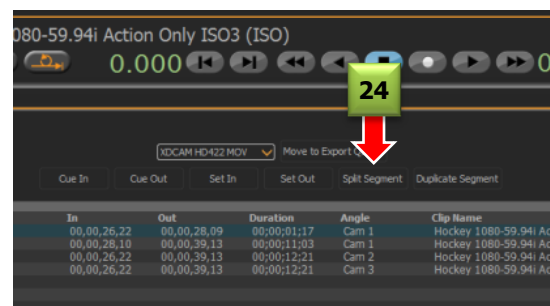 080-59.94i Action Only ISO3 (ISO)
0.000 0
24
XDCAM HD422 MOV Move to Export Q
Cue In Cue Out Set In Set Out Split Segment Duplicate Segment
In Out Duration Angle Clip Name
00,00,26,22 00,00,28,09 00;00;01;17 Cam 1 Hockey 1080-59.94i Ac
00,00,28,10 00,00,39,13 00;00;11;03 Cam 1 Hockey 1080-59.94i Ac
00,00,26,22 00,00,39,13 00;00;12;21 Cam 2 Hockey 1080-59.94i Ac
00,00,26,22 00,00,39,13 00;00;12;21 Cam 3 Hockey 1080-59.94i Ac